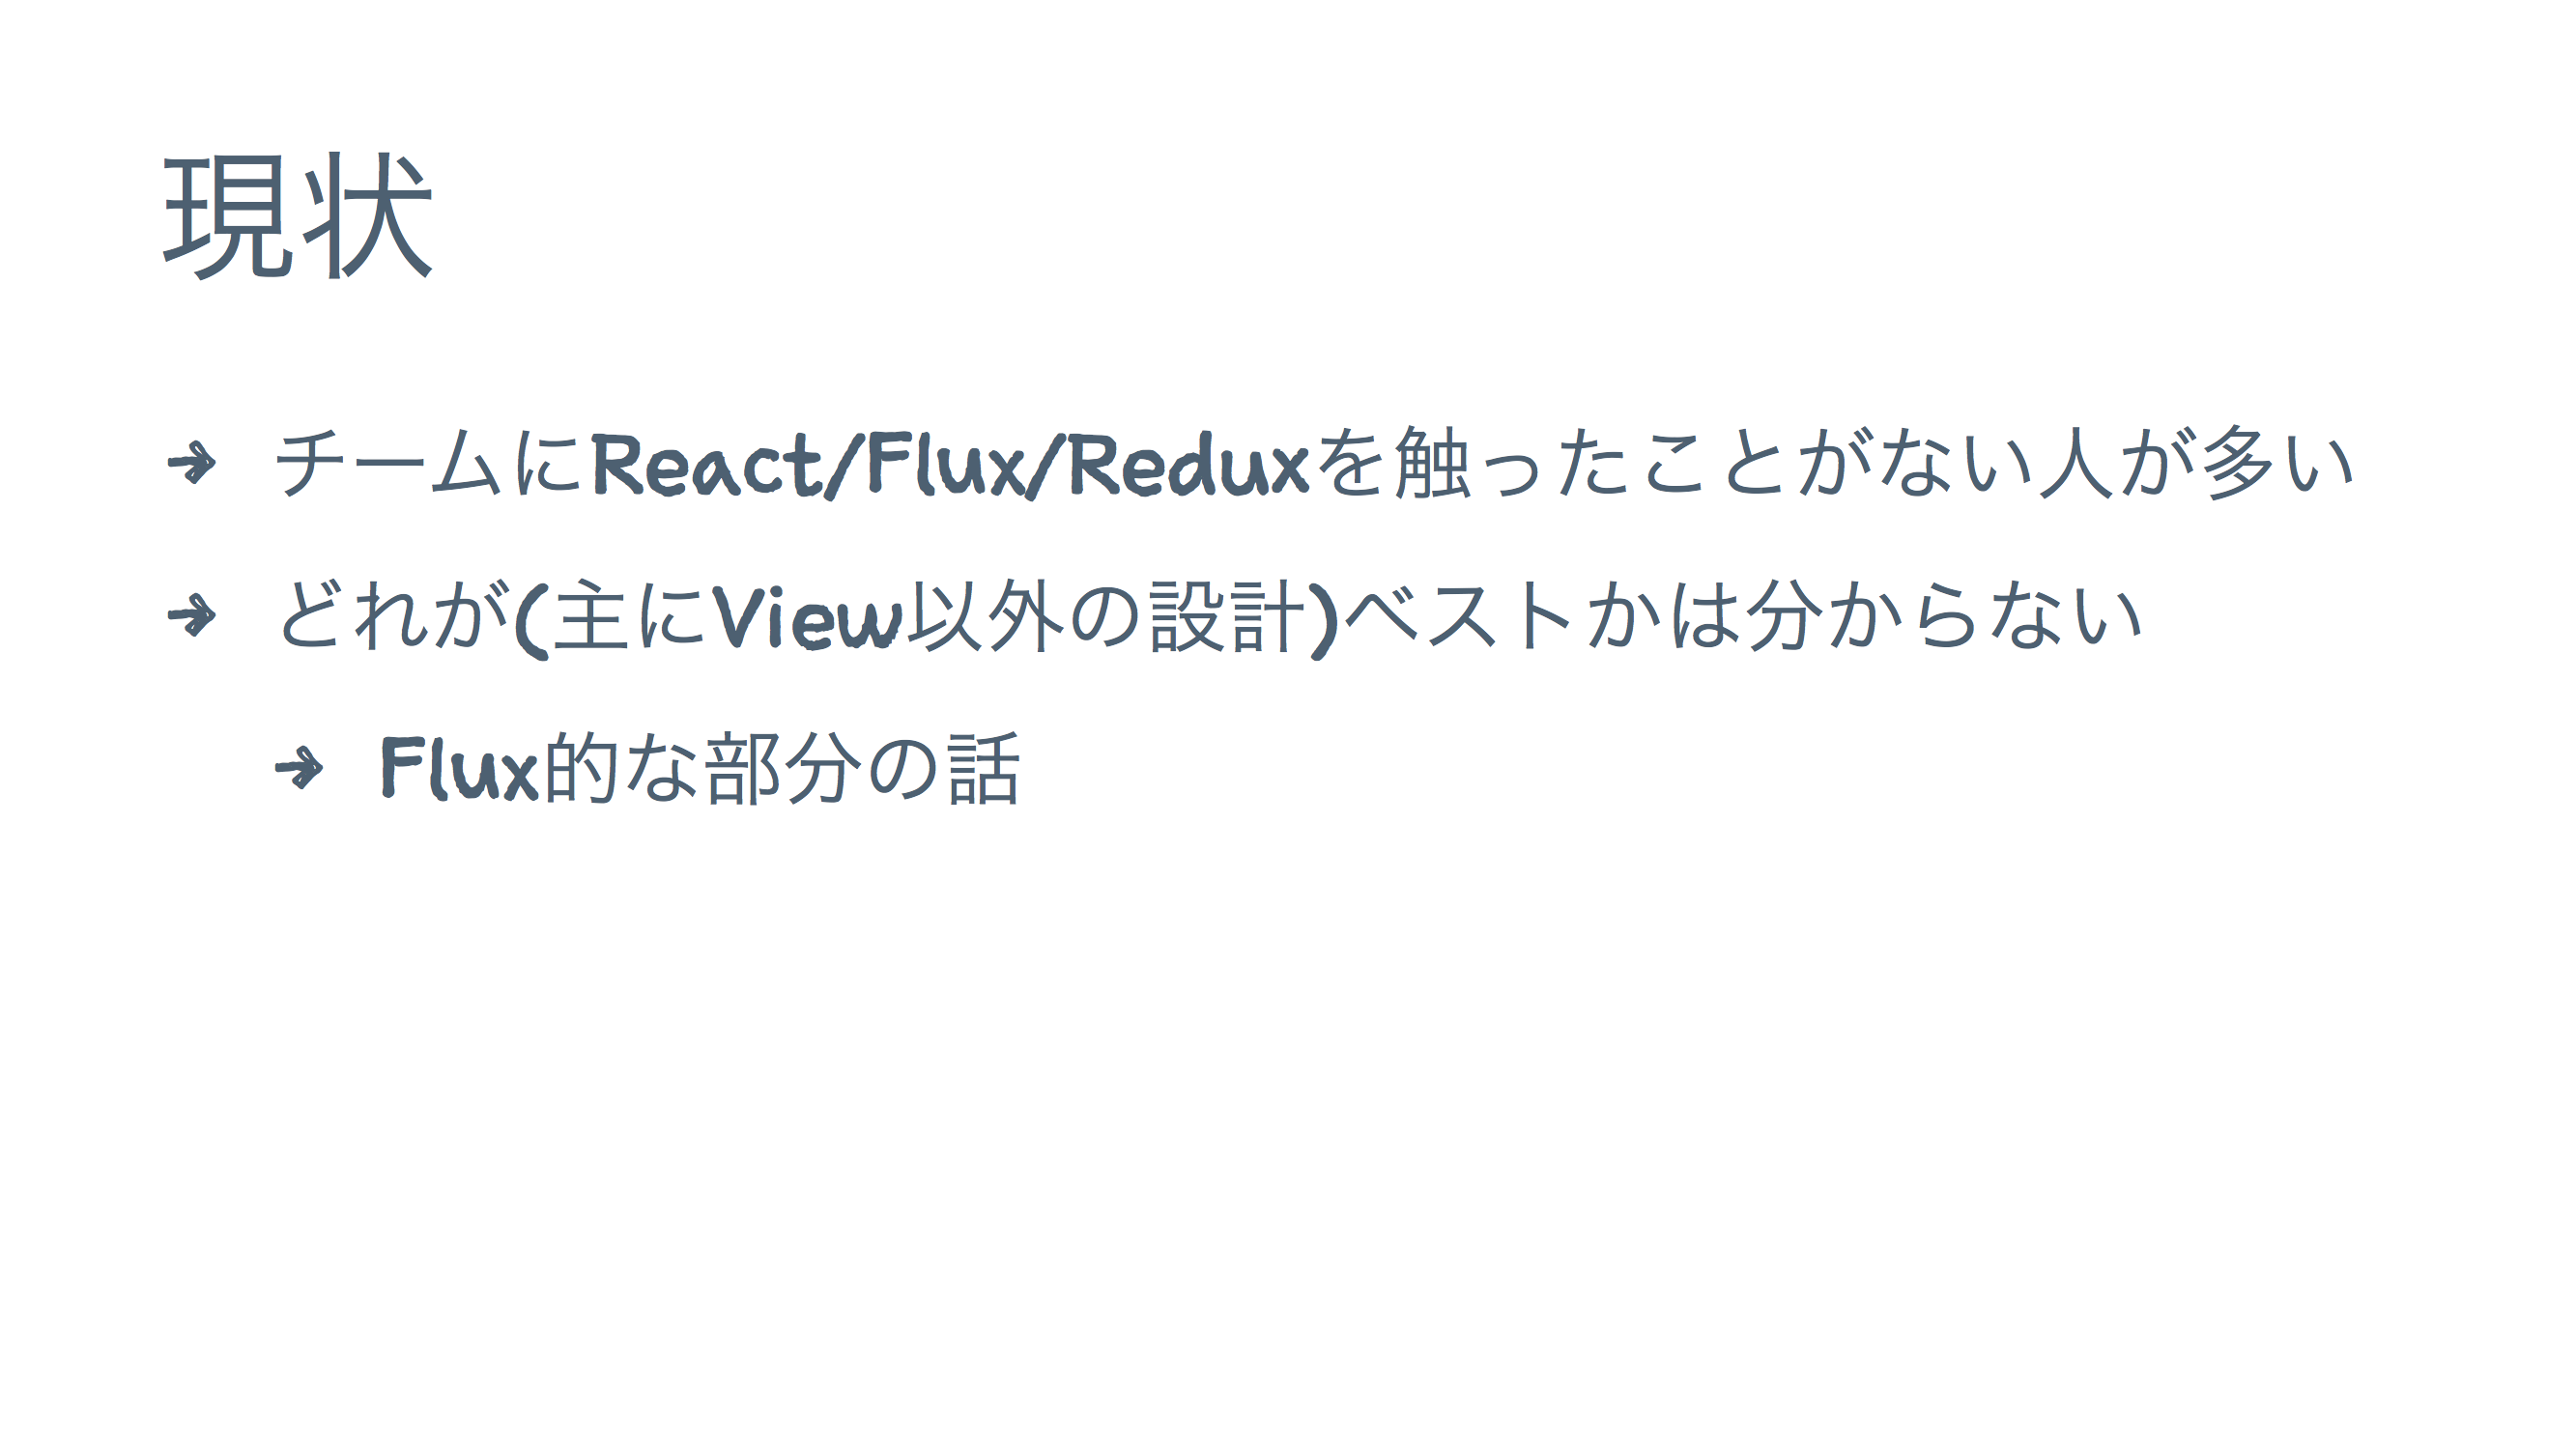 現状
→ チームにReact/Flux/Reduxを触ったことがない人が多い
→ どれが(主にView以外の設計)ベストかは分からない
→ Flux的な部分の話